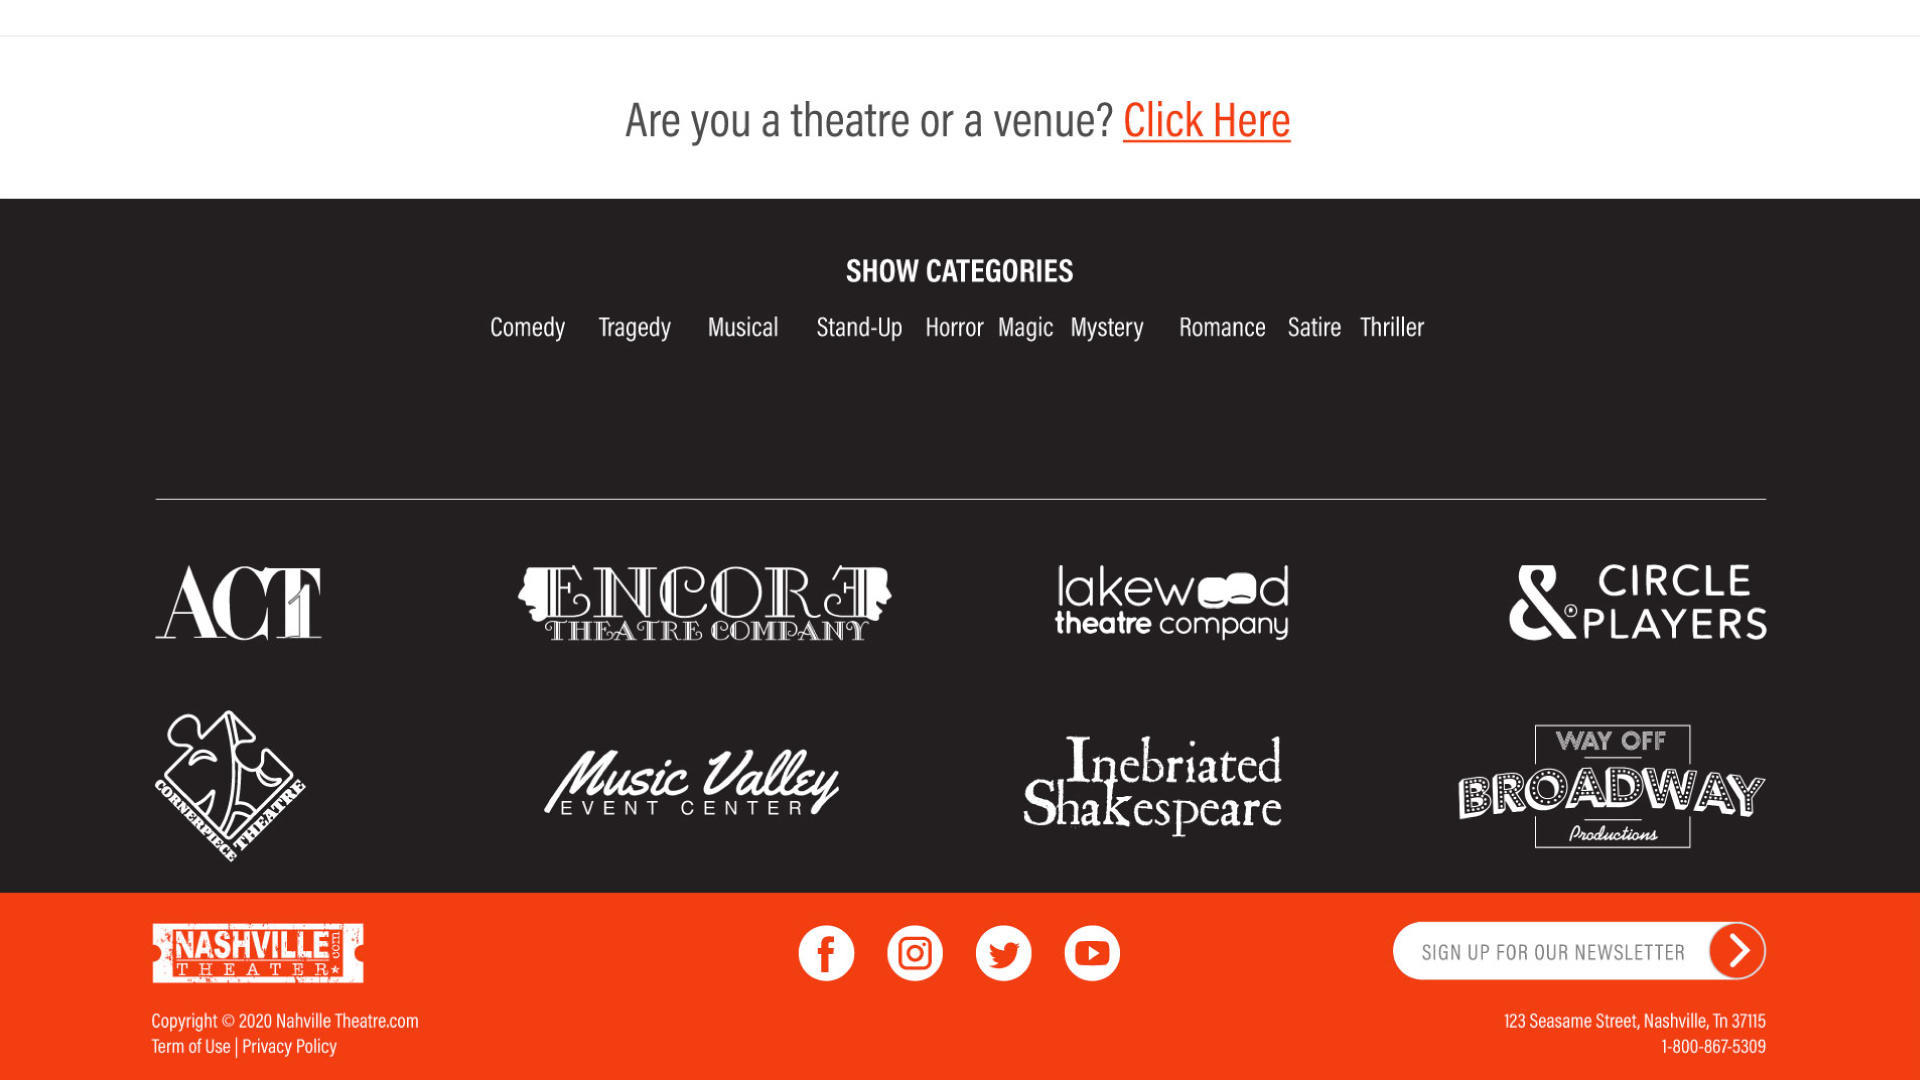 Are you a theatre or a venue? Click Here
SHOW CATEGORIES
Comedy Tragedy Musical Stand-Up Horror Magic Mystery Romance Satire Thriller
ACT 1
ENCORE
THEATRE COMPANY
lakewood
theatre company
& CIRCLE
PLAYERS
CORNERPIECE THEATRE
Music Valley
EVENT CENTER
Inebriated
Shakespeare
WAY OFF
BROADWAY
Productions
NASHVILLE .com
THEATER
SIGN UP FOR OUR NEWSLETTER
Copyright © 2020 Nahville Theatre.com
Term of Use | Privacy Policy
123 Seasame Street, Nashville, Tn 37115
1-800-867-5309